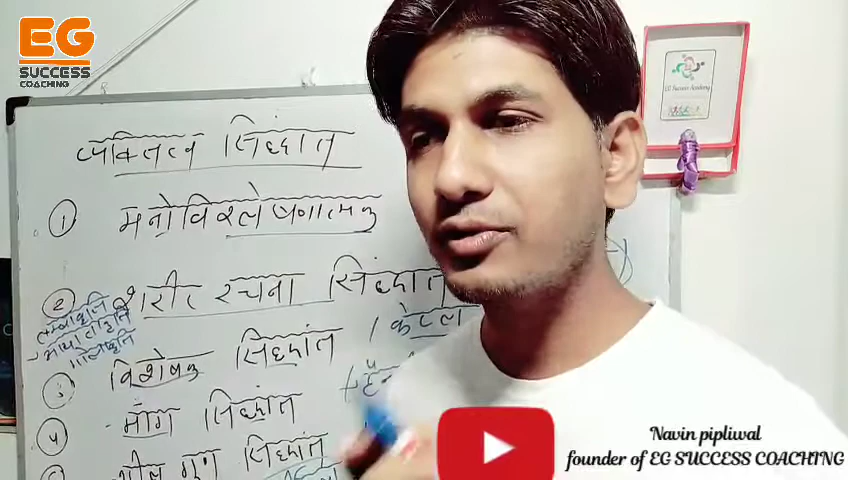 EG
SUCCESS
COACHING
EG Success Academy
व्यक्तित्व सिद्धांत
1 मनोविश्लेषणात्मक
2 शरीर रचना सिद्धांत
लम्बाकृति
गोलाकृति
कैटल
3 विशेषक सिद्धांत
4 मांग सिद्धांत
शील गुण सिद्धांत
Navin pipliwal
founder of EG SUCCESS COACHING